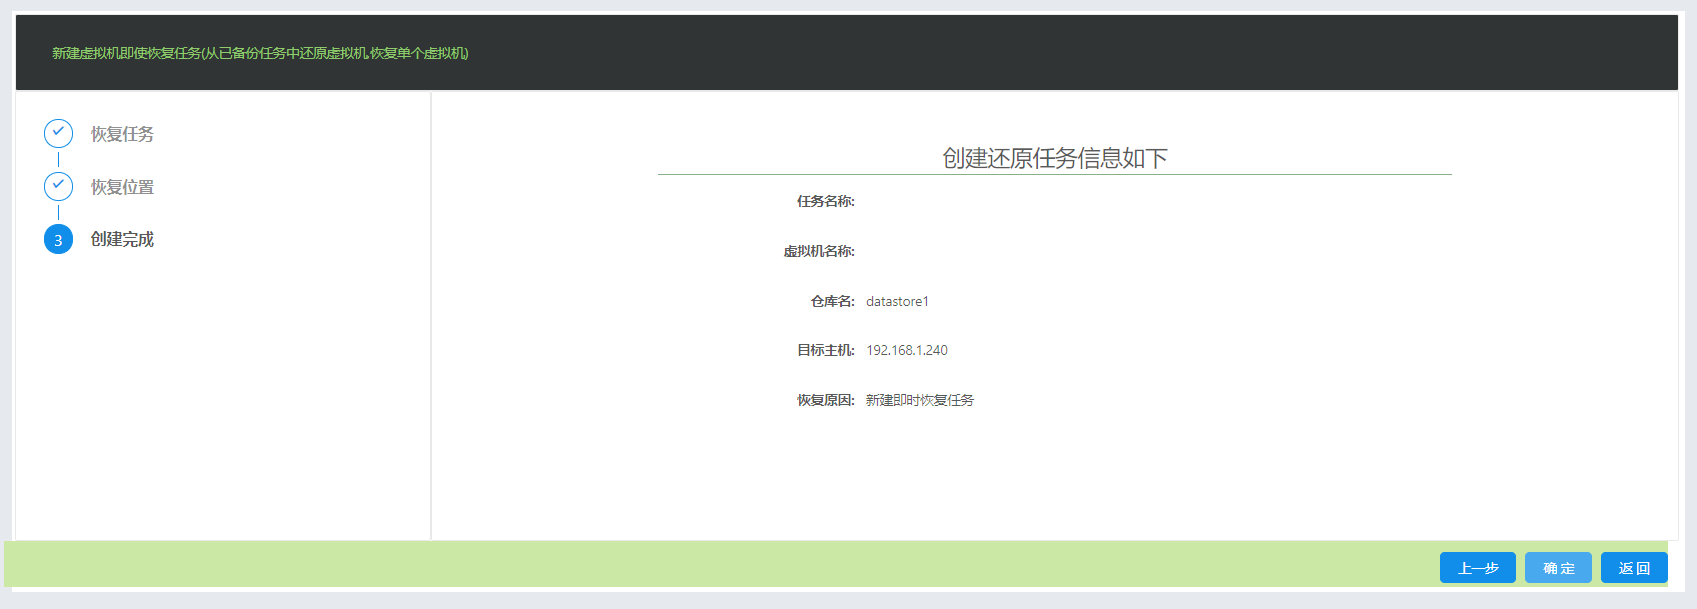 新建虚拟机即使恢复任务(从已备份任务中还原虚拟机,恢复单个虚拟机)
恢复任务
恢复位置
3 创建完成
创建还原任务信息如下
任务名称:
虚拟机名称:
仓库名: datastore1
目标主机: 192.168.1.240
恢复原因: 新建即时恢复任务
上一步 确定 返回